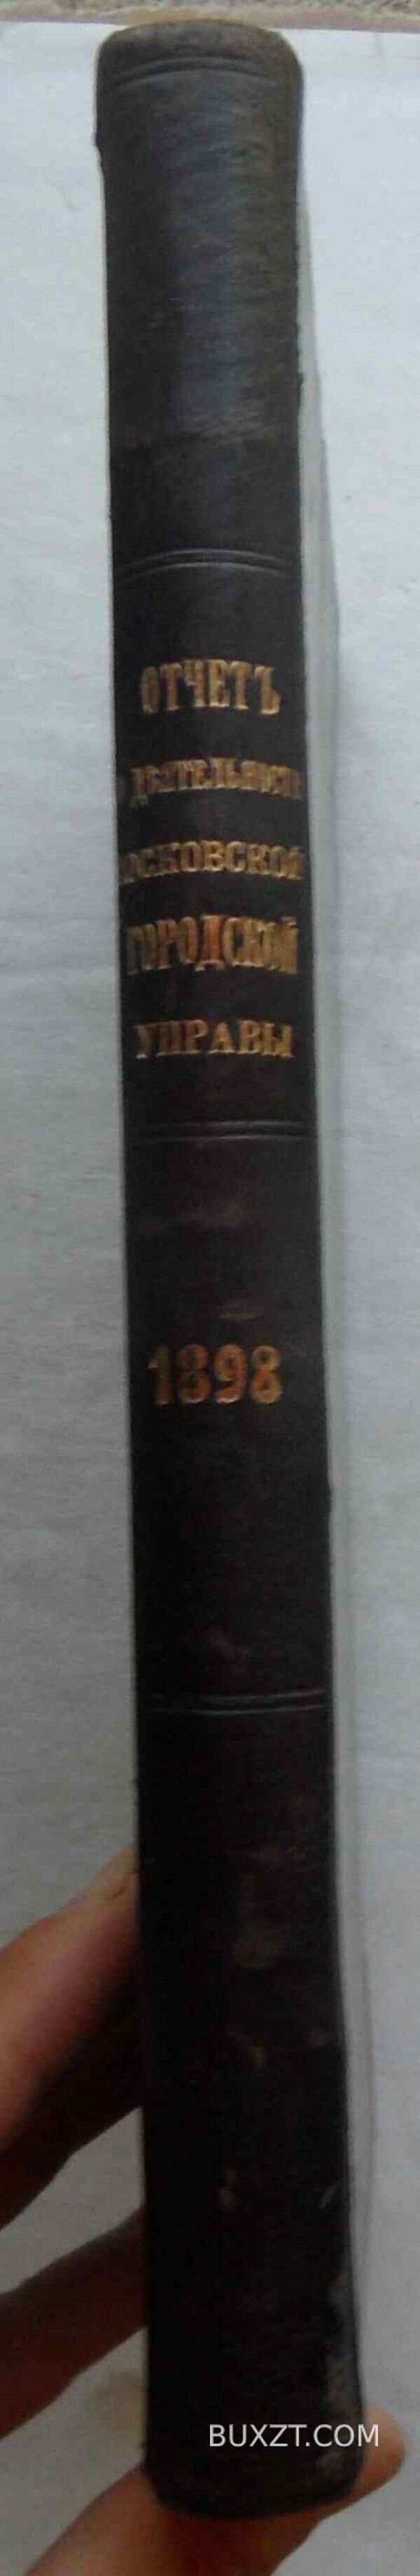 ОТЧЕТЪ
ДѢЯТЕЛЬНОСТИ
МОСКОВСКОЙ
ГОРОДСКОЙ
УПРАВЫ
1898
BUXZT.COM